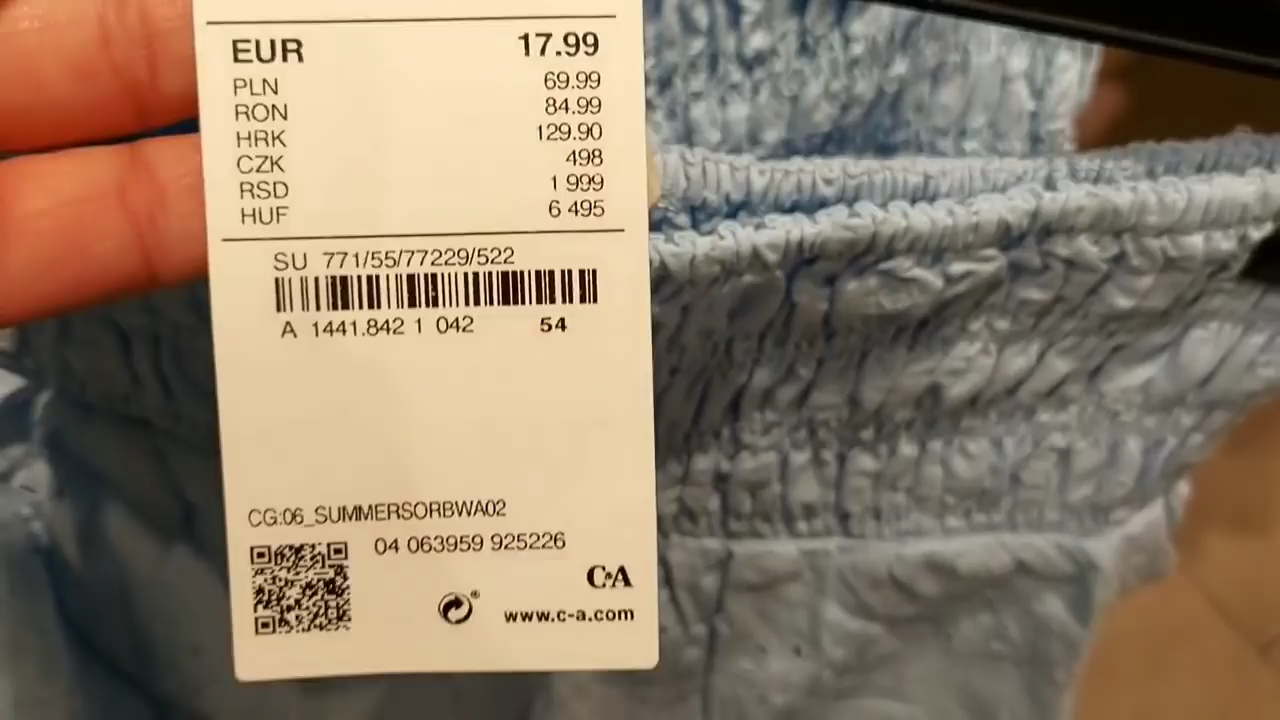 EUR 17.99
PLN 69.99
RON 84.99
HRK 129.90
CZK 498
RSD 1 999
HUF 6 495
SU 771/55/77229/522
A 1441.842 1 042 54
CG:06_SUMMERSORBWA02
04 063959 925226
C&A
®
www.c-a.com